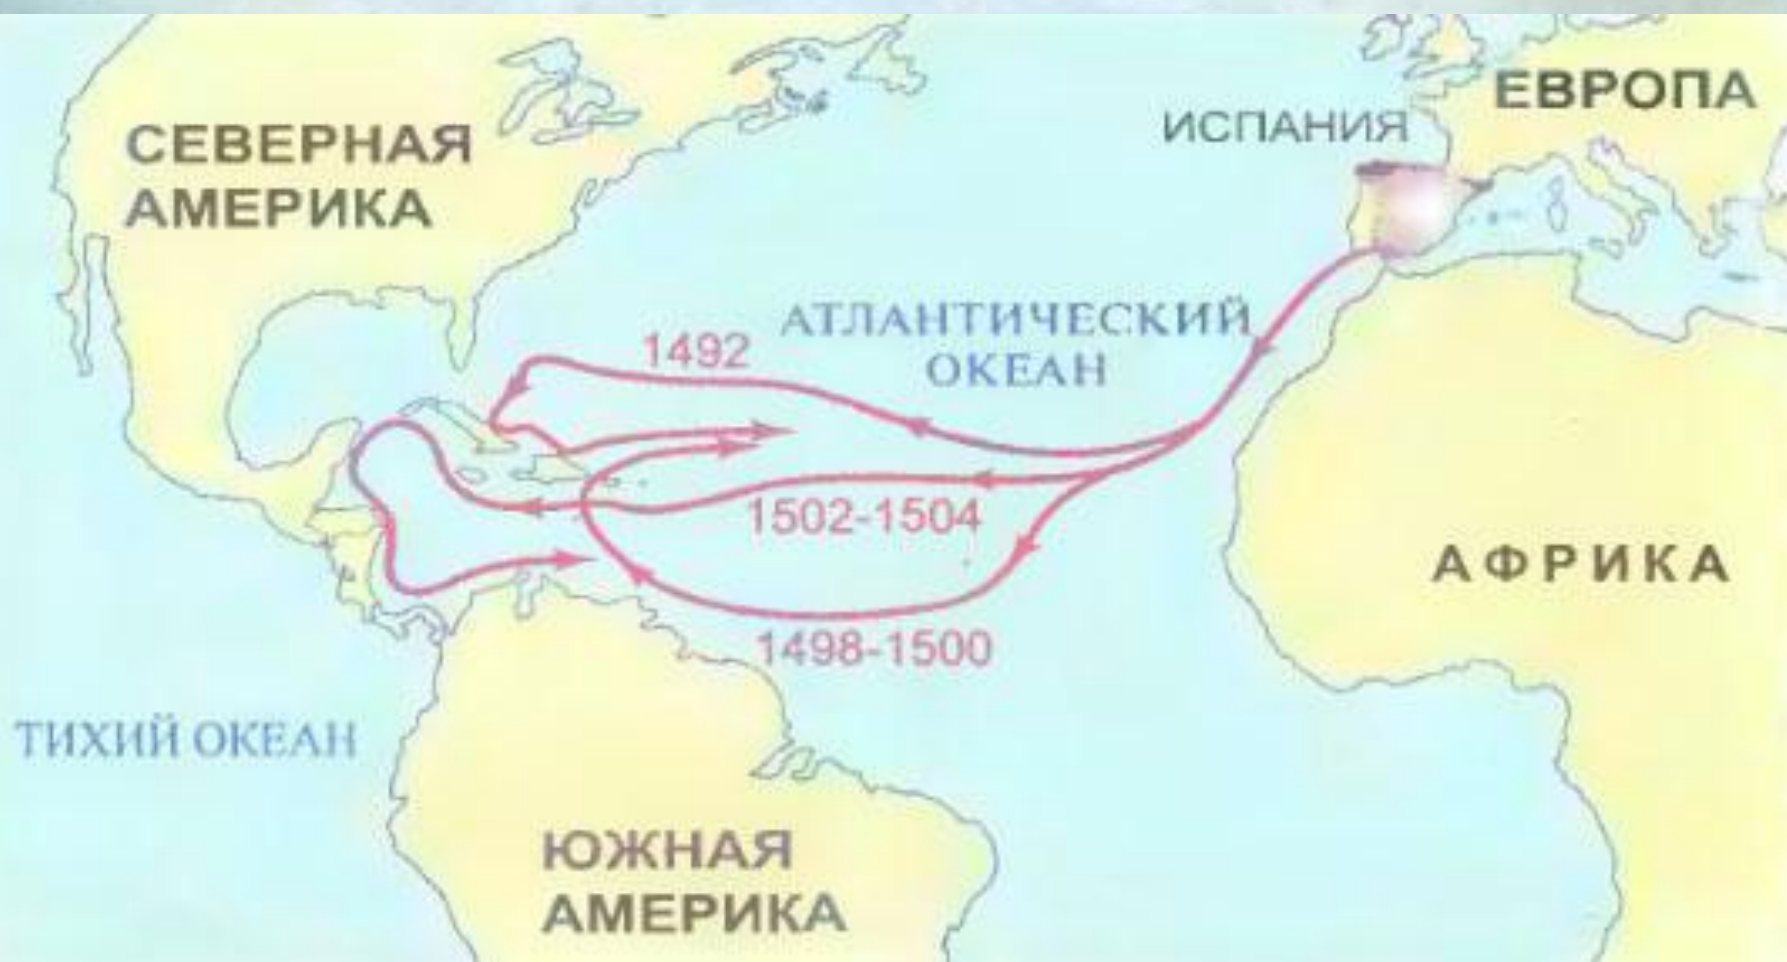 СЕВЕРНАЯ
АМЕРИКА
ИСПАНИЯ
ЕВРОПА
АТЛАНТИЧЕСКИЙ
ОКЕАН
1492
1502-1504
1498-1500
АФРИКА
ТИХИЙ ОКЕАН
ЮЖНАЯ
АМЕРИКА